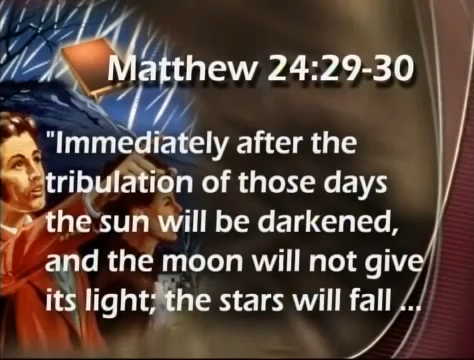 Matthew 24:29-30
"Immediately after the
tribulation of those days
the sun will be darkened,
and the moon will not give
its light; the stars will fall ...